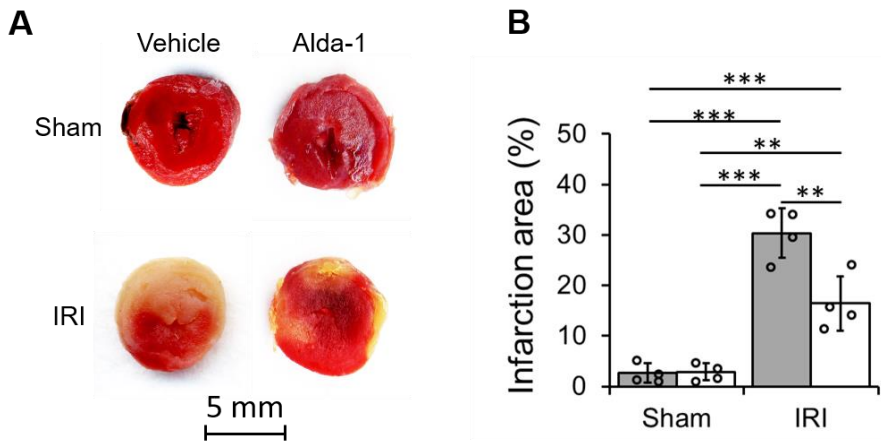 A
Vehicle Alda-1
Sham
IRI
5 mm
B
***
***
**
***
**
Infarction area (%)
50
40
30
20
10
0
Sham IRI